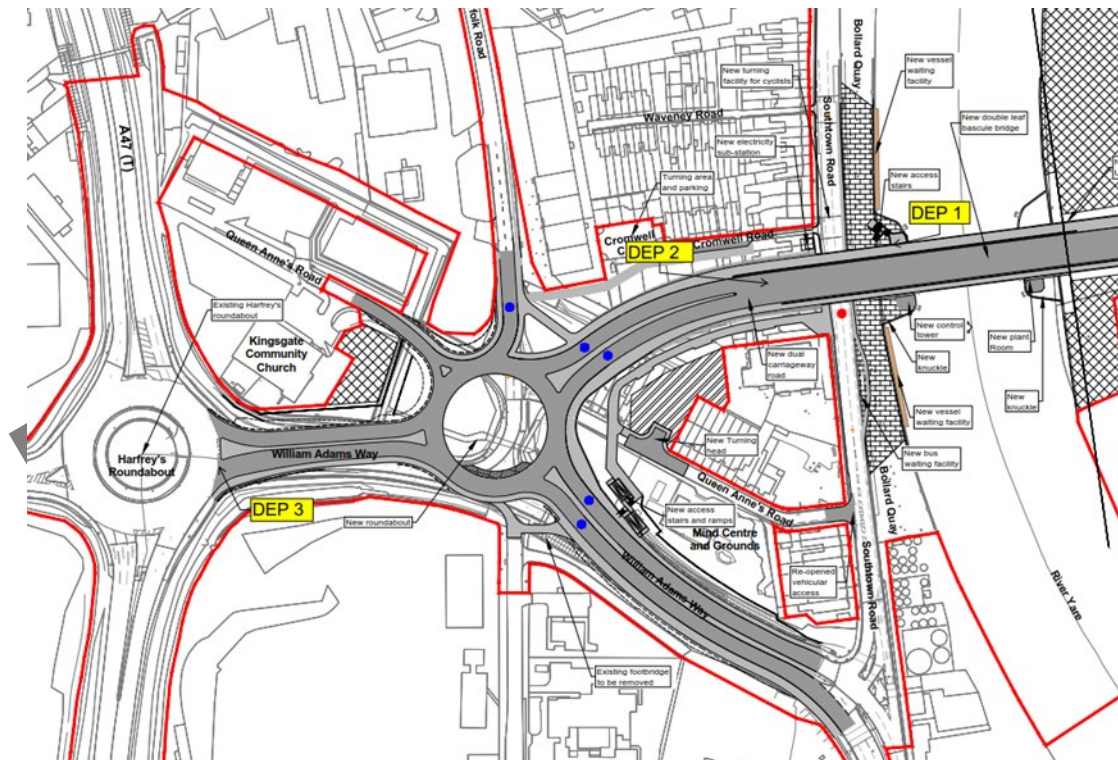 folk Road
Bollard Quay
New turning
facility for cyclists
New vessel
waiting
facility
A47 (T)
Waveney Road
Southtown Road
New double leaf
bascule bridge
New electricity
sub-station
New access
stairs
Turning area
and parking
DEP 1
Queen Anne's Road
Cromwell
Cromwell Road
DEP 2
Existing Harfrey's
roundabout
Kingsgate
Community
Church
New control
tower
New plant
Room
New dual
carriageway
road
New
knuckle
New
knuckle
New vessel
waiting facility
Harfrey's
Roundabout
William Adams Way
New Turning
head
New bus
waiting facility
DEP 3
Queen Anne's Road
Bollard Quay
New roundabout
New access
stairs and ramps
Mind Centre
and Grounds
William Adams Way
Re-opened
vehicular
access
Southtown Road
River Yare
Existing footbridge
to be removed